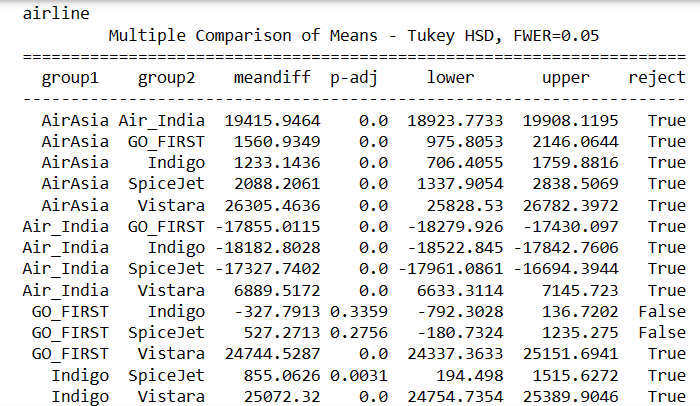 airline
Multiple Comparison of Means - Tukey HSD, FWER=0.05
=====================================================================
group1 group2 meandiff p-adj lower upper reject
---------------------------------------------------------------------
AirAsia Air_India 19415.9464 0.0 18923.7733 19908.1195 True
AirAsia GO_FIRST 1560.9349 0.0 975.8053 2146.0644 True
AirAsia Indigo 1233.1436 0.0 706.4055 1759.8816 True
AirAsia SpiceJet 2088.2061 0.0 1337.9054 2838.5069 True
AirAsia Vistara 26305.4636 0.0 25828.53 26782.3972 True
Air_India GO_FIRST -17855.0115 0.0 -18279.926 -17430.097 True
Air_India Indigo -18182.8028 0.0 -18522.845 -17842.7606 True
Air_India SpiceJet -17327.7402 0.0 -17961.0861 -16694.3944 True
Air_India Vistara 6889.5172 0.0 6633.3114 7145.723 True
GO_FIRST Indigo -327.7913 0.3359 -792.3028 136.7202 False
GO_FIRST SpiceJet 527.2713 0.2756 -180.7324 1235.275 False
GO_FIRST Vistara 24744.5287 0.0 24337.3633 25151.6941 True
Indigo SpiceJet 855.0626 0.0031 194.498 1515.6272 True
Indigo Vistara 25072.32 0.0 24754.7354 25389.9046 True